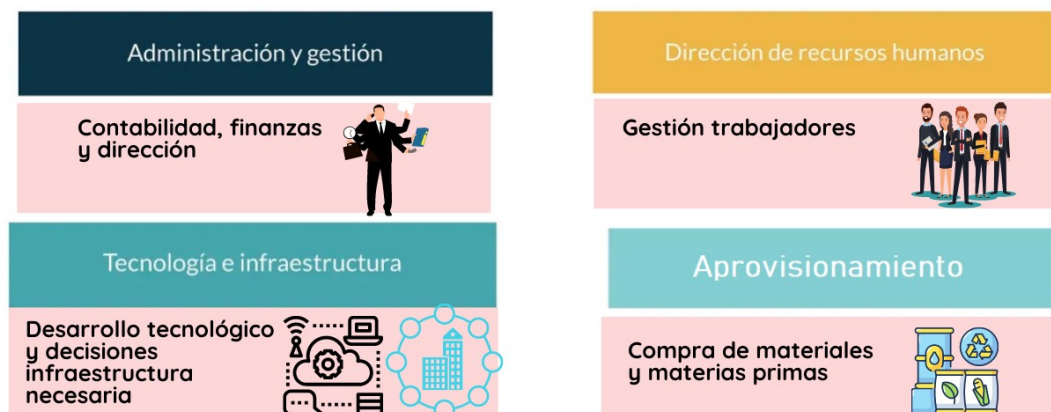 Administración y gestión
Contabilidad, finanzas
y dirección
Dirección de recursos humanos
Gestión trabajadores
Tecnología e infraestructura
Desarrollo tecnológico
y decisiones
infraestructura
necesaria
Aprovisionamiento
Compra de materiales
y materias primas